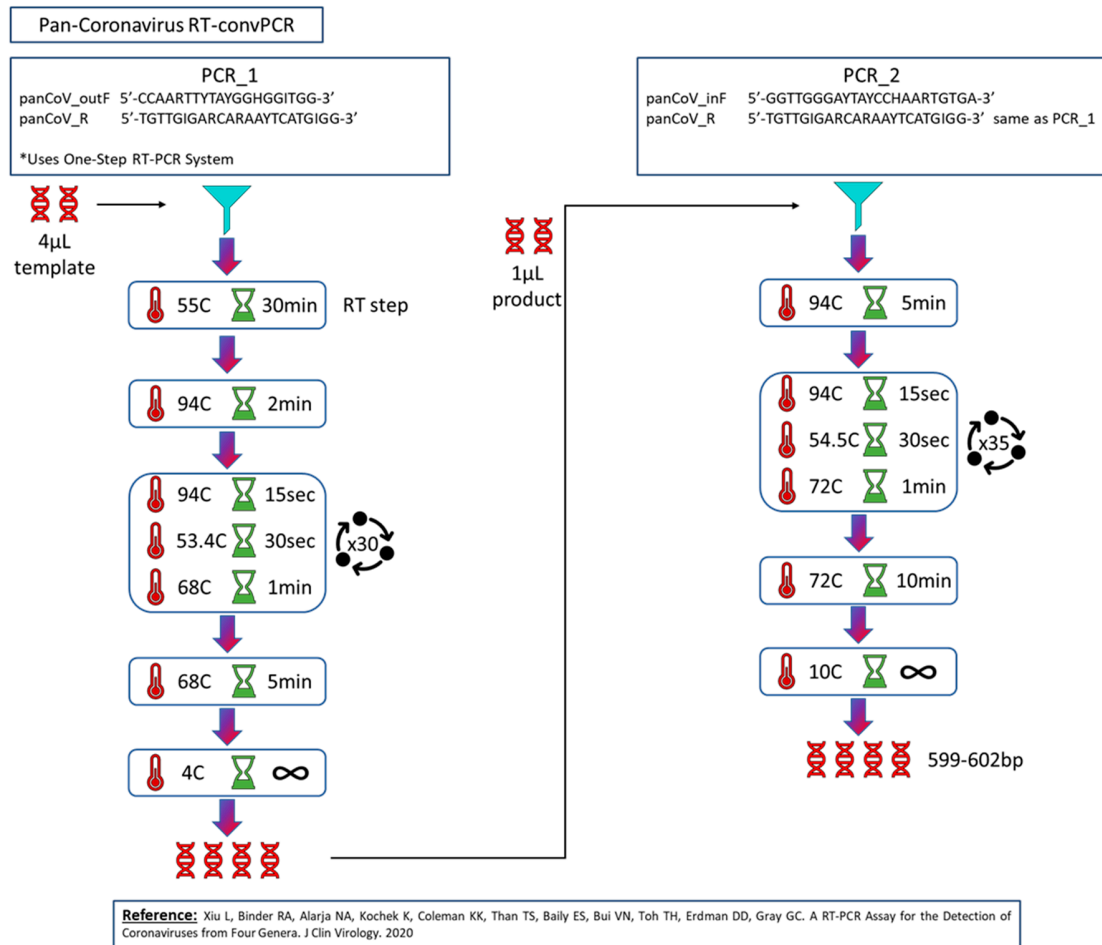 Pan-Coronavirus RT-convPCR
PCR_1
panCoV_outF 5’-CCAARTTYTAYGGHGGITGG-3’
panCoV_R 5’-TGTTGIGARCARAAYTCATGIGG-3’
*Uses One-Step RT-PCR System
4µL
template
55C 30min RT step
94C 2min
94C 15sec
53.4C 30sec
x30
68C 1min
68C 5min
4C ∞
PCR_2
panCoV_inF 5’-GGTTGGGAYTAYCCHAARTGTGA-3’
panCoV_R 5’-TGTTGIGARCARAAYTCATGIGG-3’ same as PCR_1
1µL
product
94C 5min
94C 15sec
54.5C 30sec
x35
72C 1min
72C 10min
10C ∞
599-602bp
Reference: Xiu L, Binder RA, Alarja NA, Kochek K, Coleman KK, Than TS, Baily ES, Bui VN, Toh TH, Erdman DD, Gray GC. A RT-PCR Assay for the Detection of
Coronaviruses from Four Genera. J Clin Virology. 2020